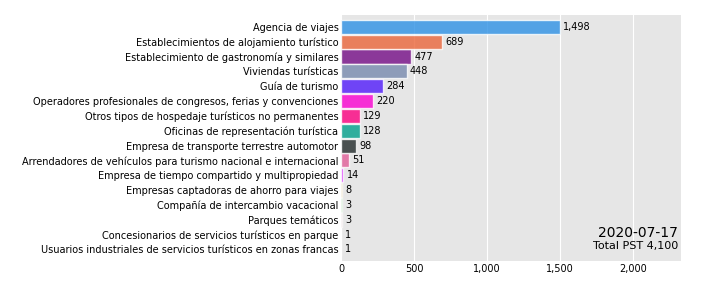 Agencia de viajes 1,498
Establecimientos de alojamiento turístico 689
Establecimiento de gastronomía y similares 477
Viviendas turísticas 448
Guía de turismo 284
Operadores profesionales de congresos, ferias y convenciones 220
Otros tipos de hospedaje turísticos no permanentes 129
Oficinas de representación turística 128
Empresa de transporte terrestre automotor 98
Arrendadores de vehículos para turismo nacional e internacional 51
Empresa de tiempo compartido y multipropiedad 14
Empresas captadoras de ahorro para viajes 8
Compañía de intercambio vacacional 3
Parques temáticos 3
Concesionarios de servicios turísticos en parque 1
Usuarios industriales de servicios turísticos en zonas francas 1
2020-07-17
Total PST 4,100
0 500 1,000 1,500 2,000